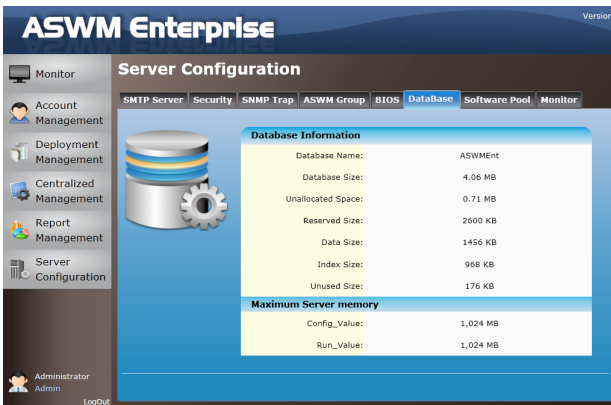 ASWM Enterprise
Version
Monitor
Account
Management
Deployment
Management
Centralized
Management
Report
Management
Server
Configuration
Administrator
Admin
LogOut
Server Configuration
SMTP Server Security SNMP Trap ASWM Group BIOS DataBase Software Pool Monitor
Database Information
Database Name: ASWMEnt
Database Size: 4.06 MB
Unallocated Space: 0.71 MB
Reserved Size: 2600 KB
Data Size: 1456 KB
Index Size: 968 KB
Unused Size: 176 KB
Maximum Server memory
Config_Value: 1,024 MB
Run_Value: 1,024 MB